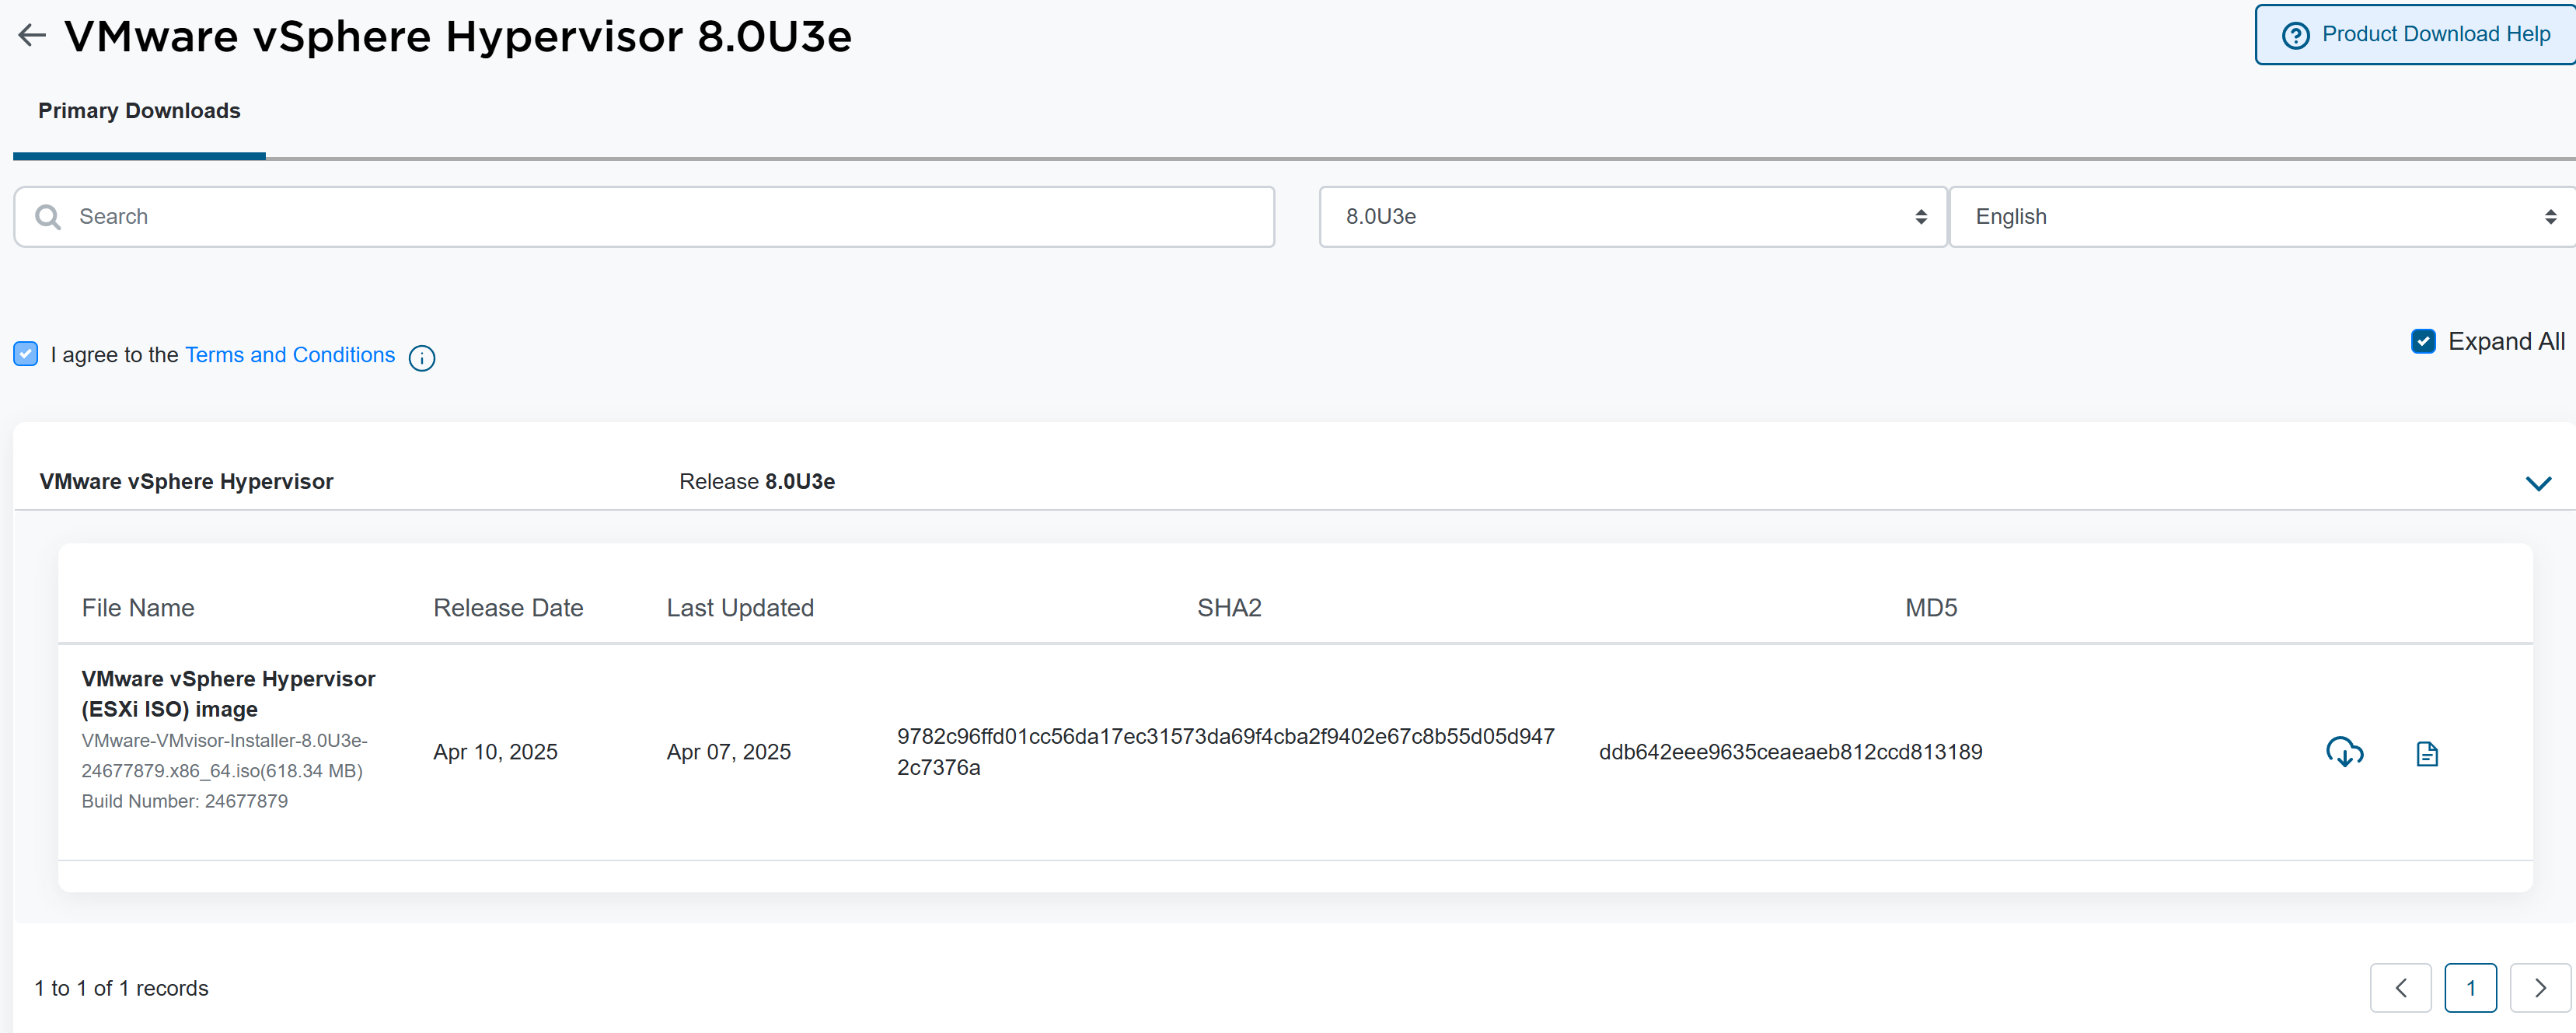 VMware vSphere Hypervisor 8.0U3e
Product Download Help
Primary Downloads
Search
8.0U3e
English
I agree to the Terms and Conditions
Expand All
VMware vSphere Hypervisor
Release 8.0U3e
File Name
Release Date
Last Updated
SHA2
MD5
VMware vSphere Hypervisor
(ESXi ISO) image
VMware-VMvisor-Installer-8.0U3e-
24677879.x86_64.iso(618.34 MB)
Build Number: 24677879
Apr 10, 2025
Apr 07, 2025
9782c96ffd01cc56da17ec31573da69f4cba2f9402e67c8b55d05d947
2c7376a
ddb642eee9635ceaeaeb812ccd813189
1 to 1 of 1 records
1